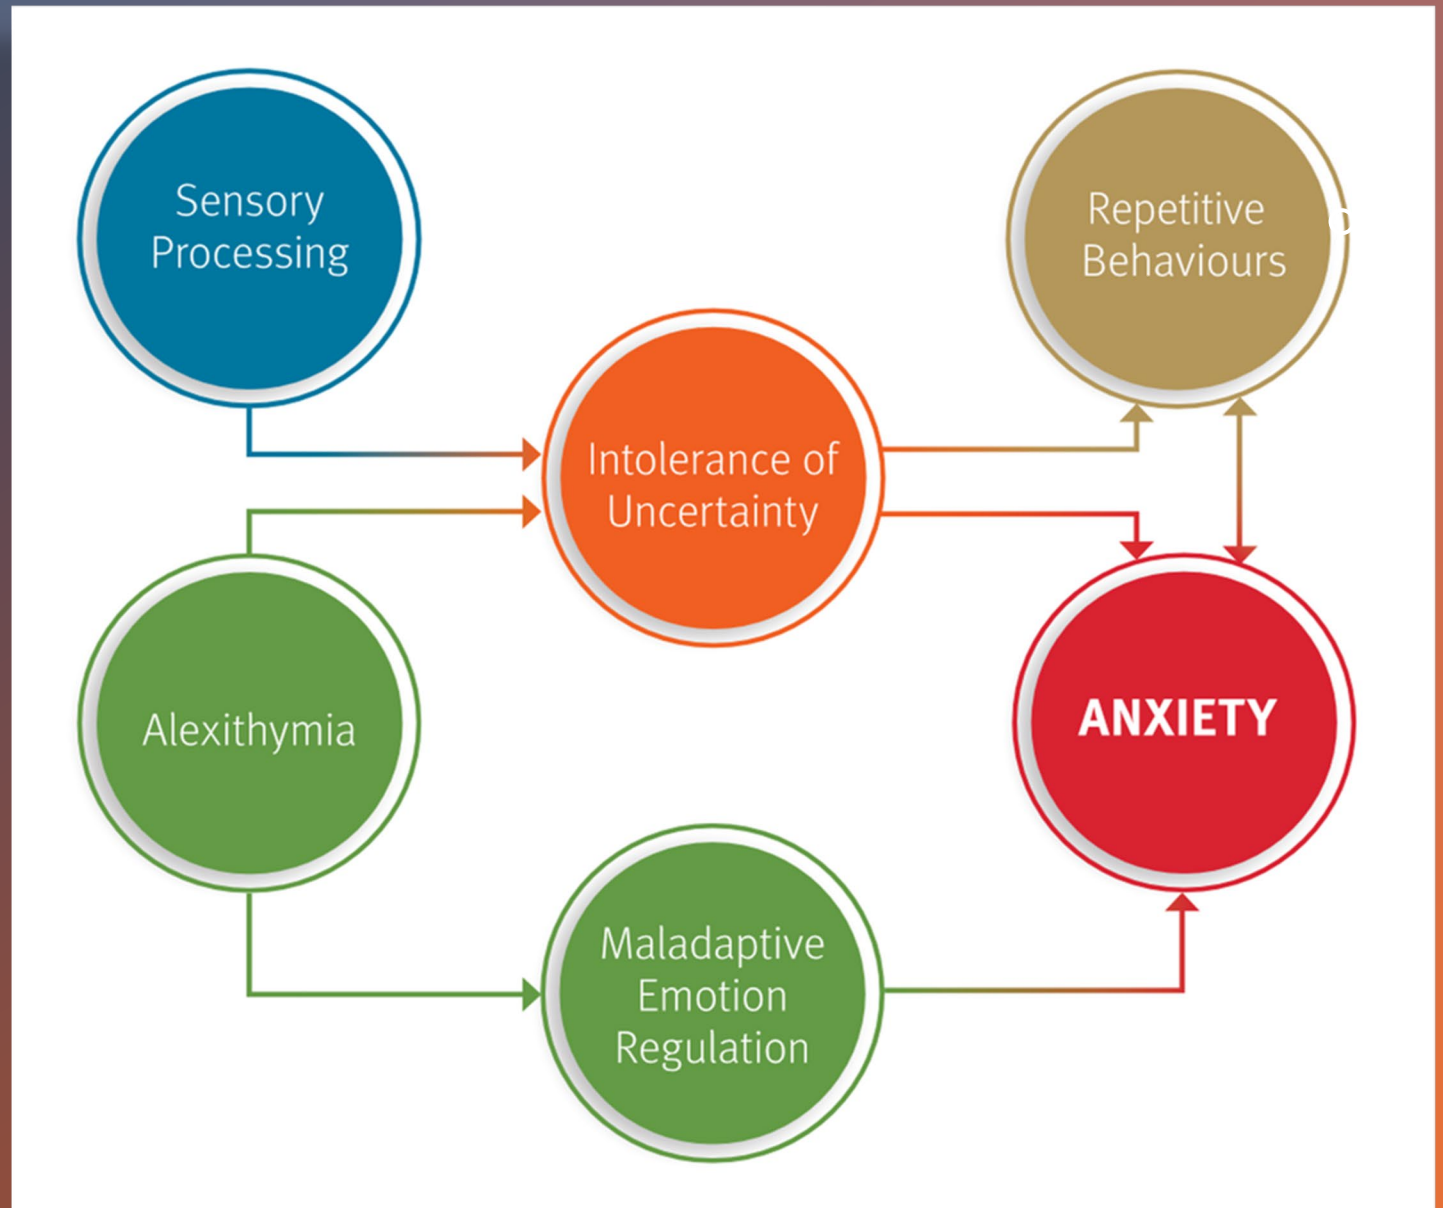 Sensory
Processing
Repetitive
Behaviours
Intolerance of
Uncertainty
Alexithymia
ANXIETY
Maladaptive
Emotion
Regulation